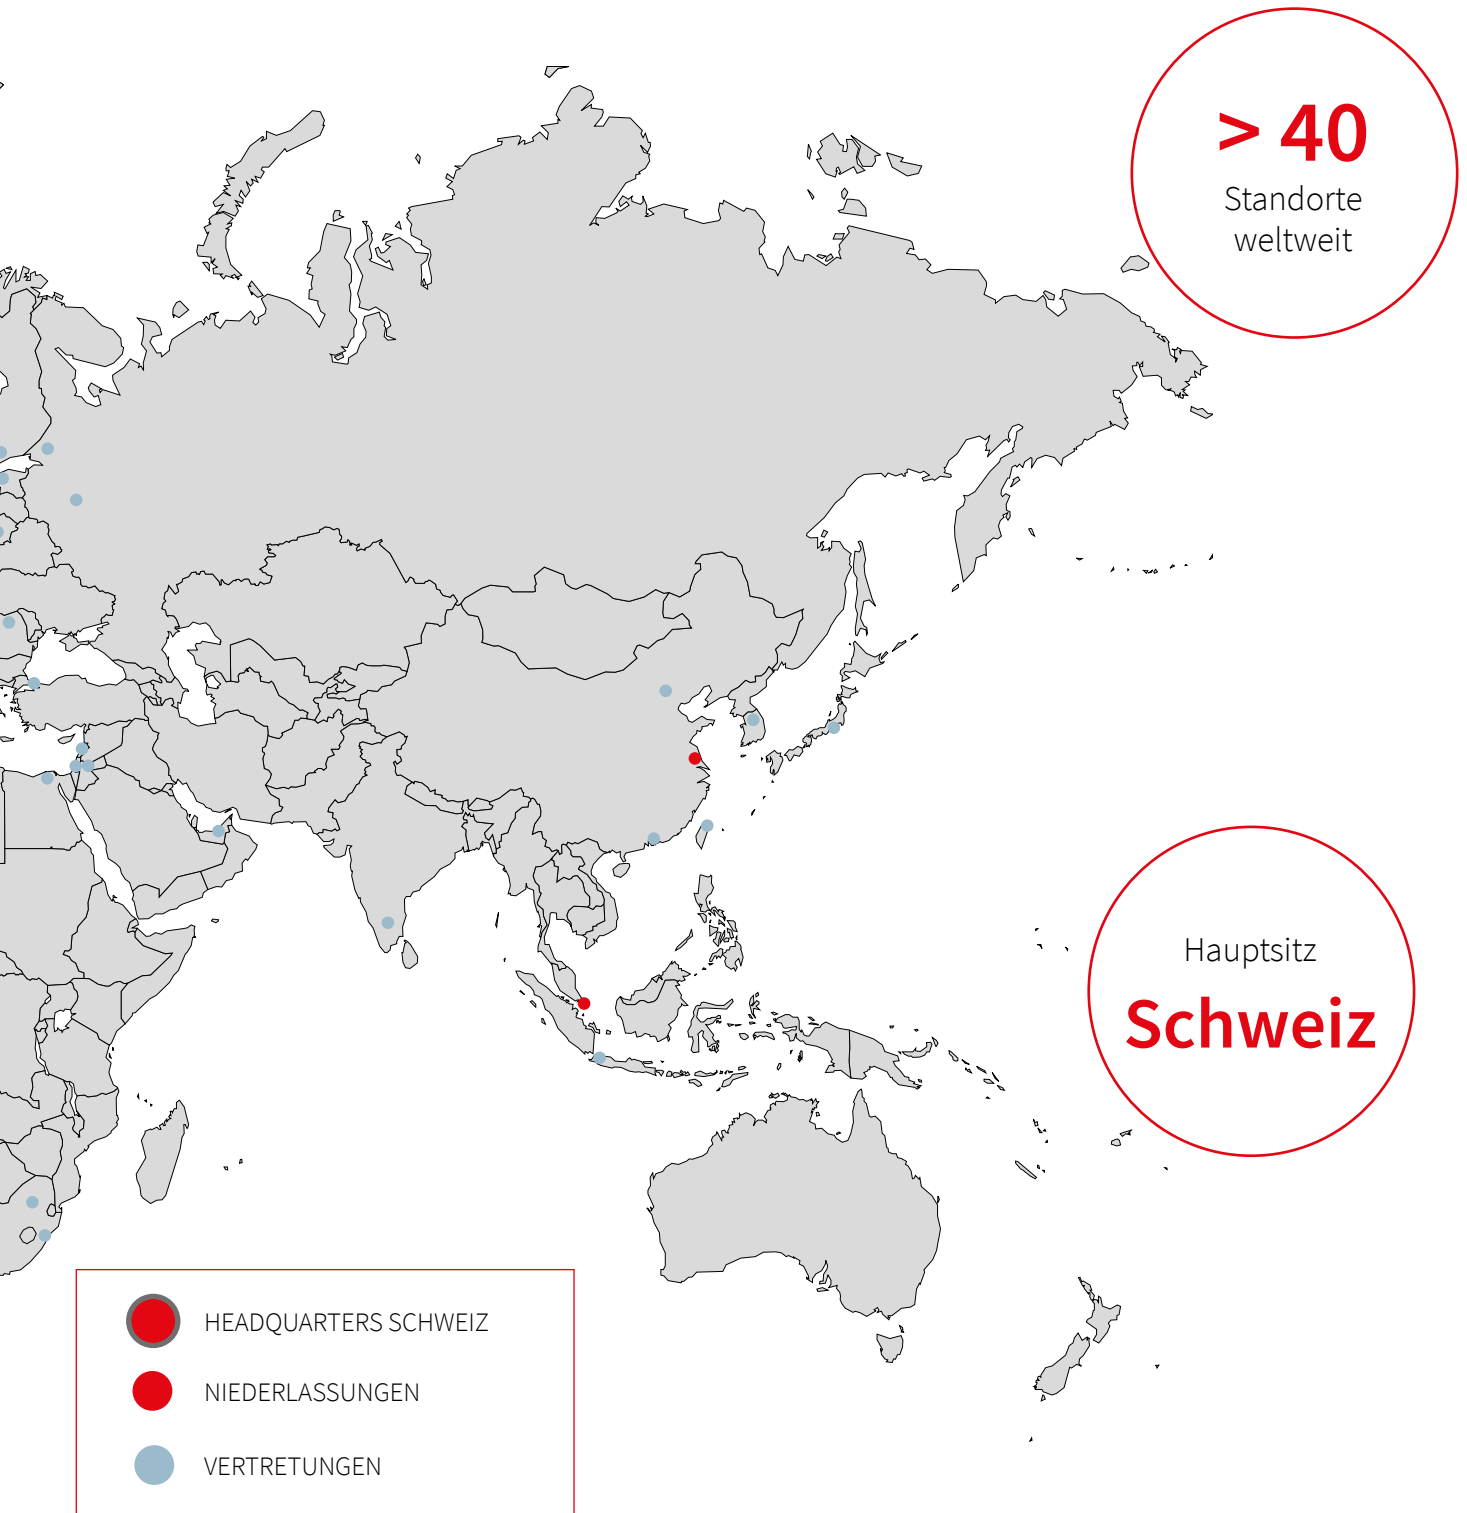 > 40
Standorte
weltweit
Hauptsitz
Schweiz
HEADQUARTERS SCHWEIZ
NIEDERLASSUNGEN
VERTRETUNGEN